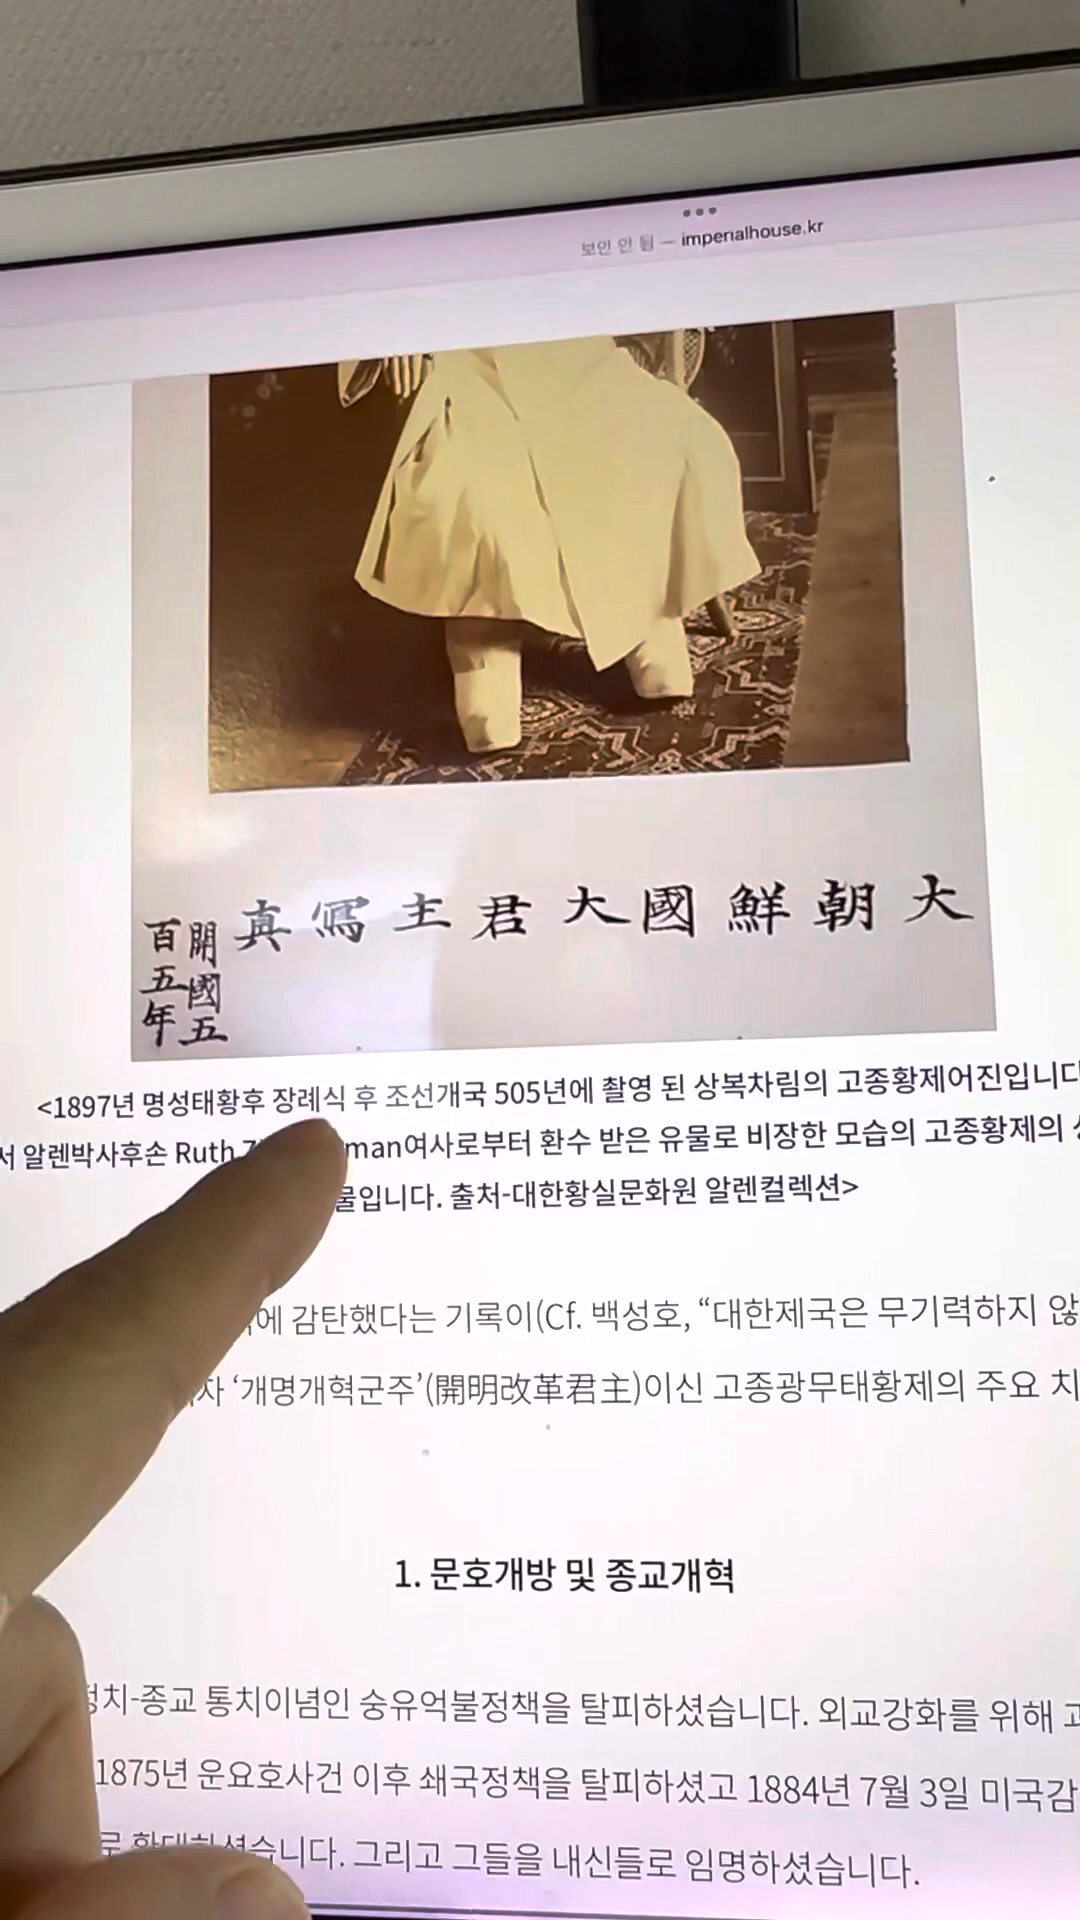 보안 안 됨 — imperialhouse.kr
大朝鮮國大君主寫真
開國五
百五年
<1897년 명성태황후 장례식 후 조선개국 505년에 촬영 된 상복차림의 고종황제어진입니다
서 알렌박사후손 Ruth man여사로부터 환수 받은 유물로 비장한 모습의 고종황제의
물입니다. 출처-대한황실문화원 알렌컬렉션>
에 감탄했다는 기록이(Cf. 백성호, “대한제국은 무기력하지 않
자 ‘개명개혁군주’(開明改革君主)이신 고종광무태황제의 주요 치
1. 문호개방 및 종교개혁
정치-종교 통치이념인 숭유억불정책을 탈피하셨습니다. 외교강화를 위해 고
1875년 운요호사건 이후 쇄국정책을 탈피하셨고 1884년 7월 3일 미국감
로 확대하셨습니다. 그리고 그들을 내신들로 임명하셨습니다.